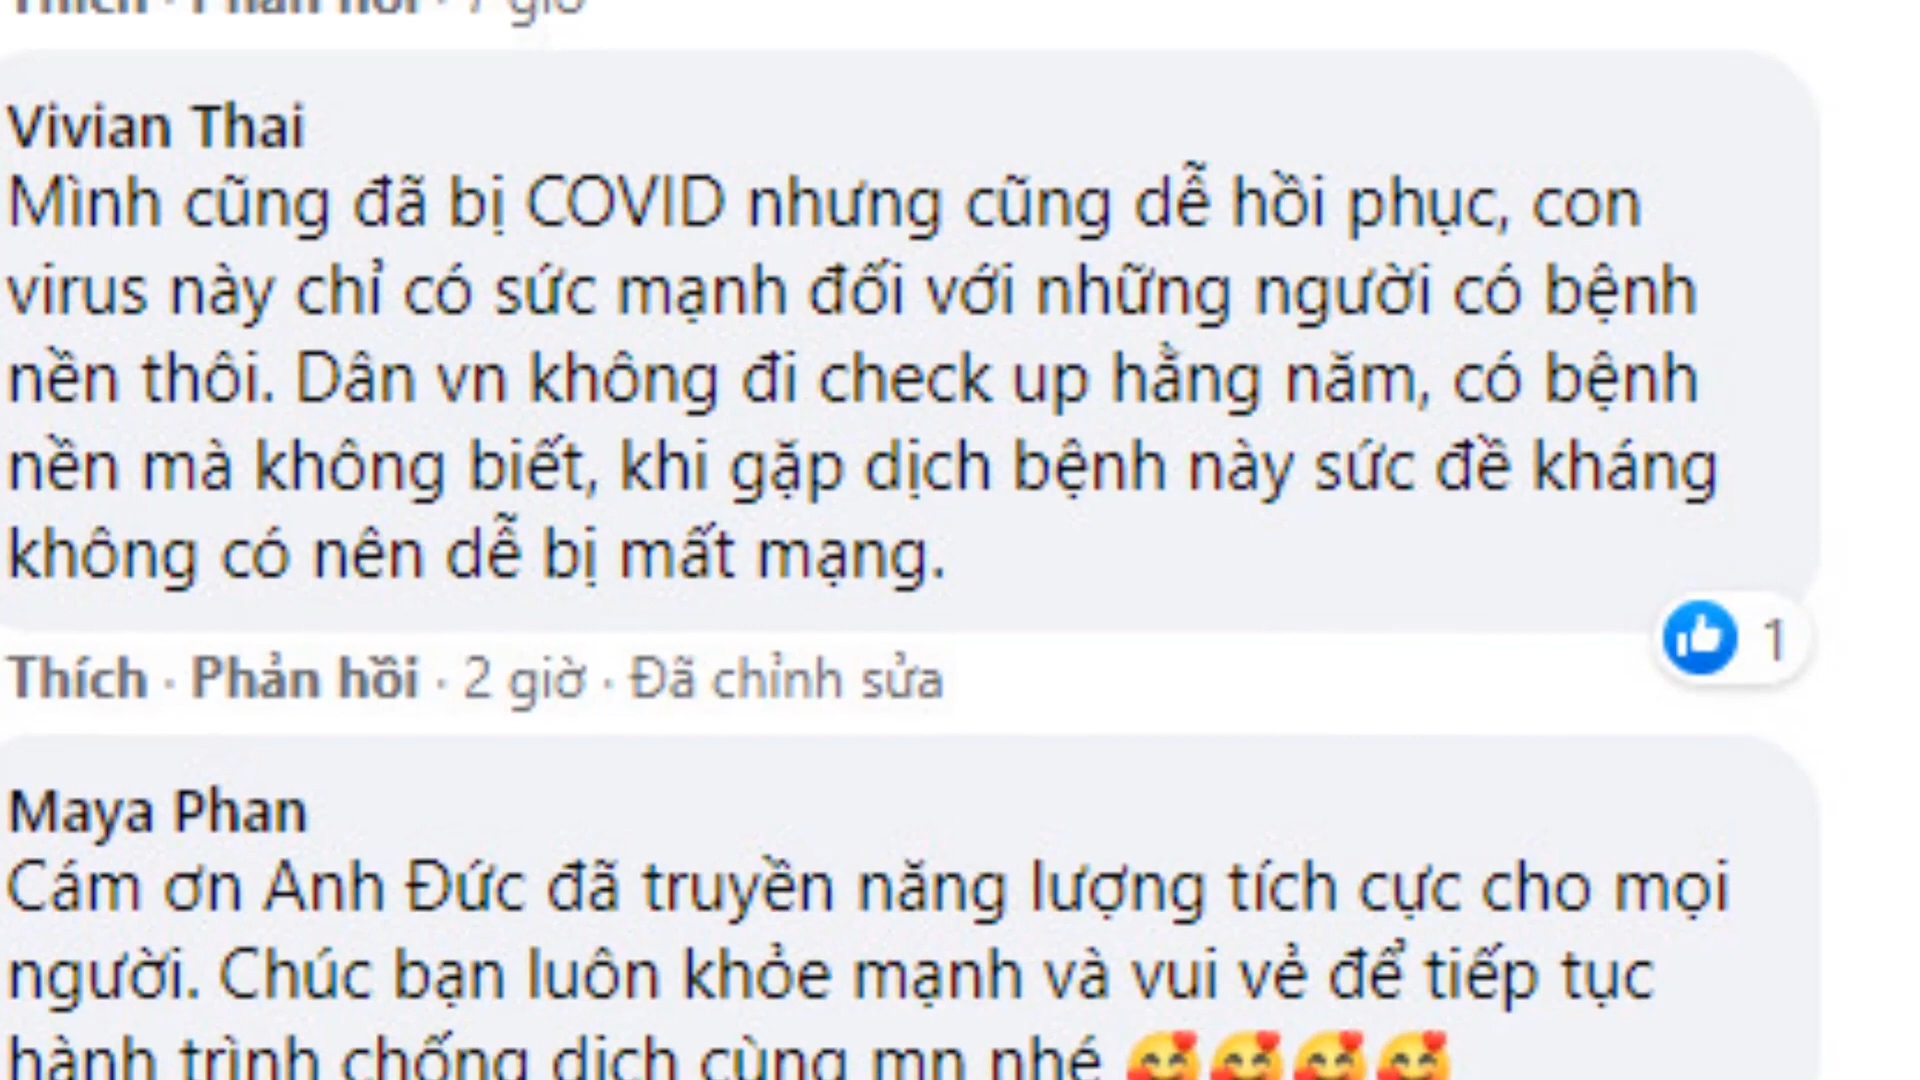 Thích · Phản hồi · 7 giờ
Vivian Thai
Mình cũng đã bị COVID nhưng cũng dễ hồi phục, con
virus này chỉ có sức mạnh đối với những người có bệnh
nền thôi. Dân vn không đi check up hằng năm, có bệnh
nền mà không biết, khi gặp dịch bệnh này sức đề kháng
không có nên dễ bị mất mạng.
1
Thích · Phản hồi · 2 giờ · Đã chỉnh sửa
Maya Phan
Cám ơn Anh Đức đã truyền năng lượng tích cực cho mọi
người. Chúc bạn luôn khỏe mạnh và vui vẻ để tiếp tục
hành trình chống dịch cùng mn nhé 🥰🥰🥰🥰